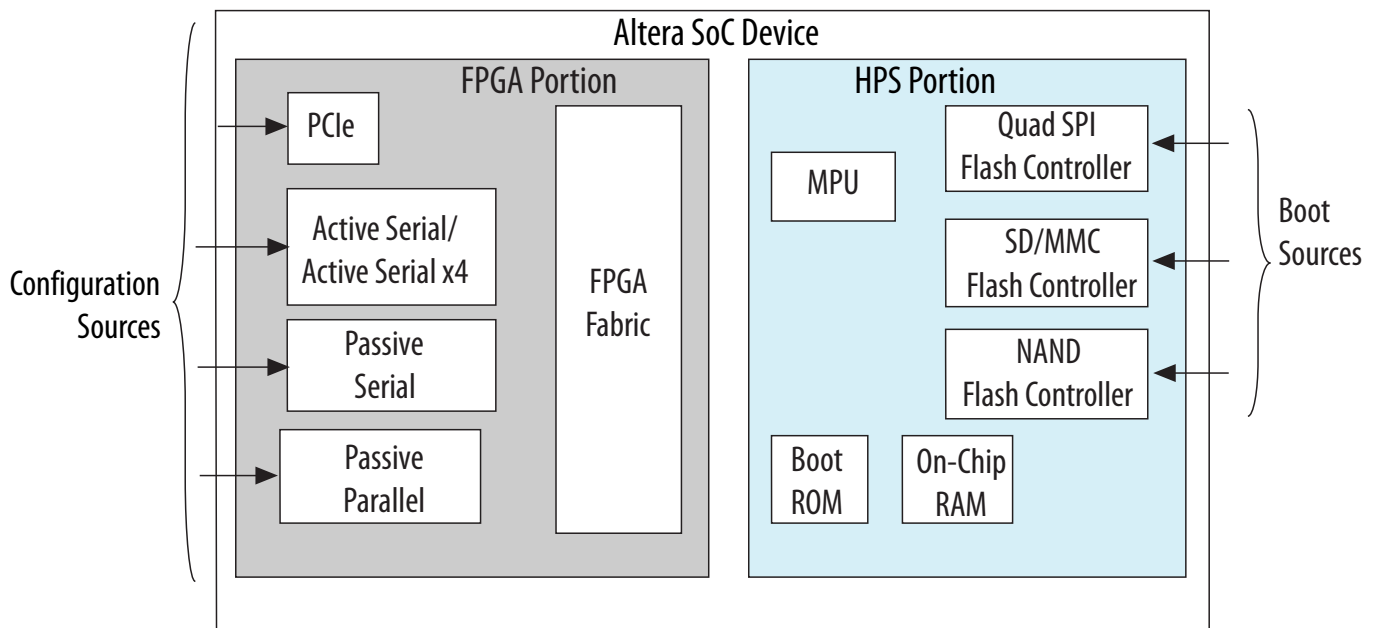 Altera SoC Device
FPGA Portion
HPS Portion
Configuration
Sources
PCIe
Active Serial/
Active Serial x4
Passive
Serial
Passive
Parallel
FPGA
Fabric
MPU
Quad SPI
Flash Controller
SD/MMC
Flash Controller
NAND
Flash Controller
Boot
ROM
On-Chip
RAM
Boot
Sources